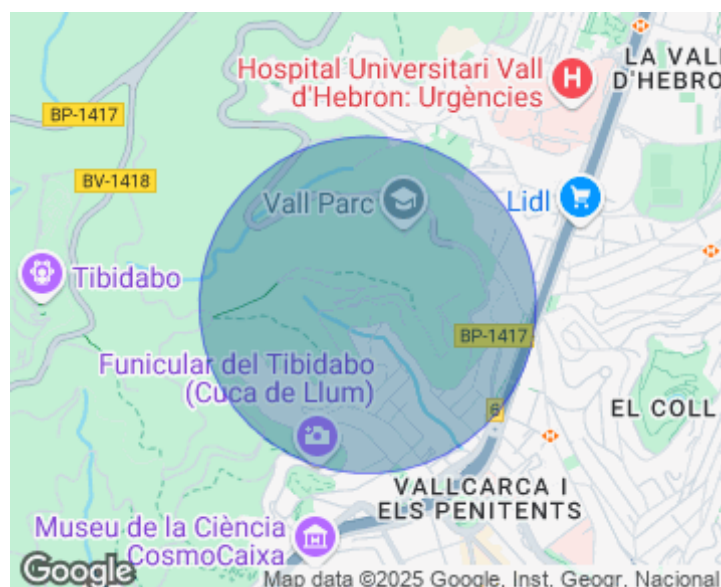 Hospital Universitari Vall
d'Hebron: Urgències
H
LA VALL
D'HEBRO
BP-1417
BV-1418
Vall Parc
Lidl
Tibidabo
BP-1417
Funicular del Tibidabo
(Cuca de Llum)
6
EL COLL
VALLCARCA I
ELS PENITENTS
Museu de la Ciència
CosmoCaixa
Google
Map data ©2025 Google, Inst. Geogr. Nacional